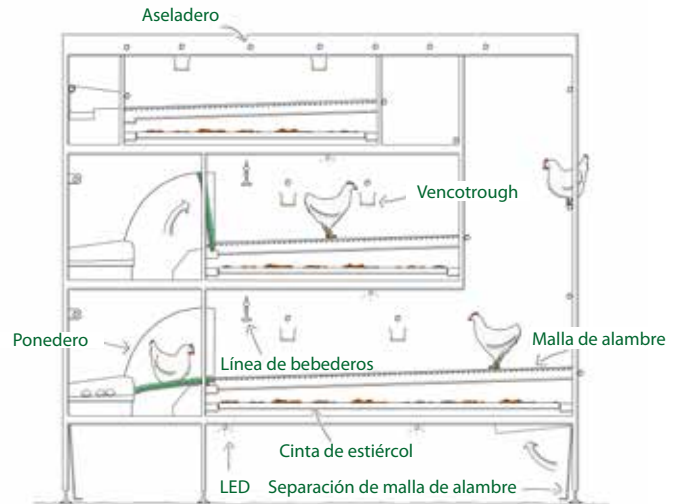 Aseladero
Vencotrough
Ponedero
Malla de alambre
Línea de bebederos
Cinta de estiércol
LED
Separación de malla de alambre